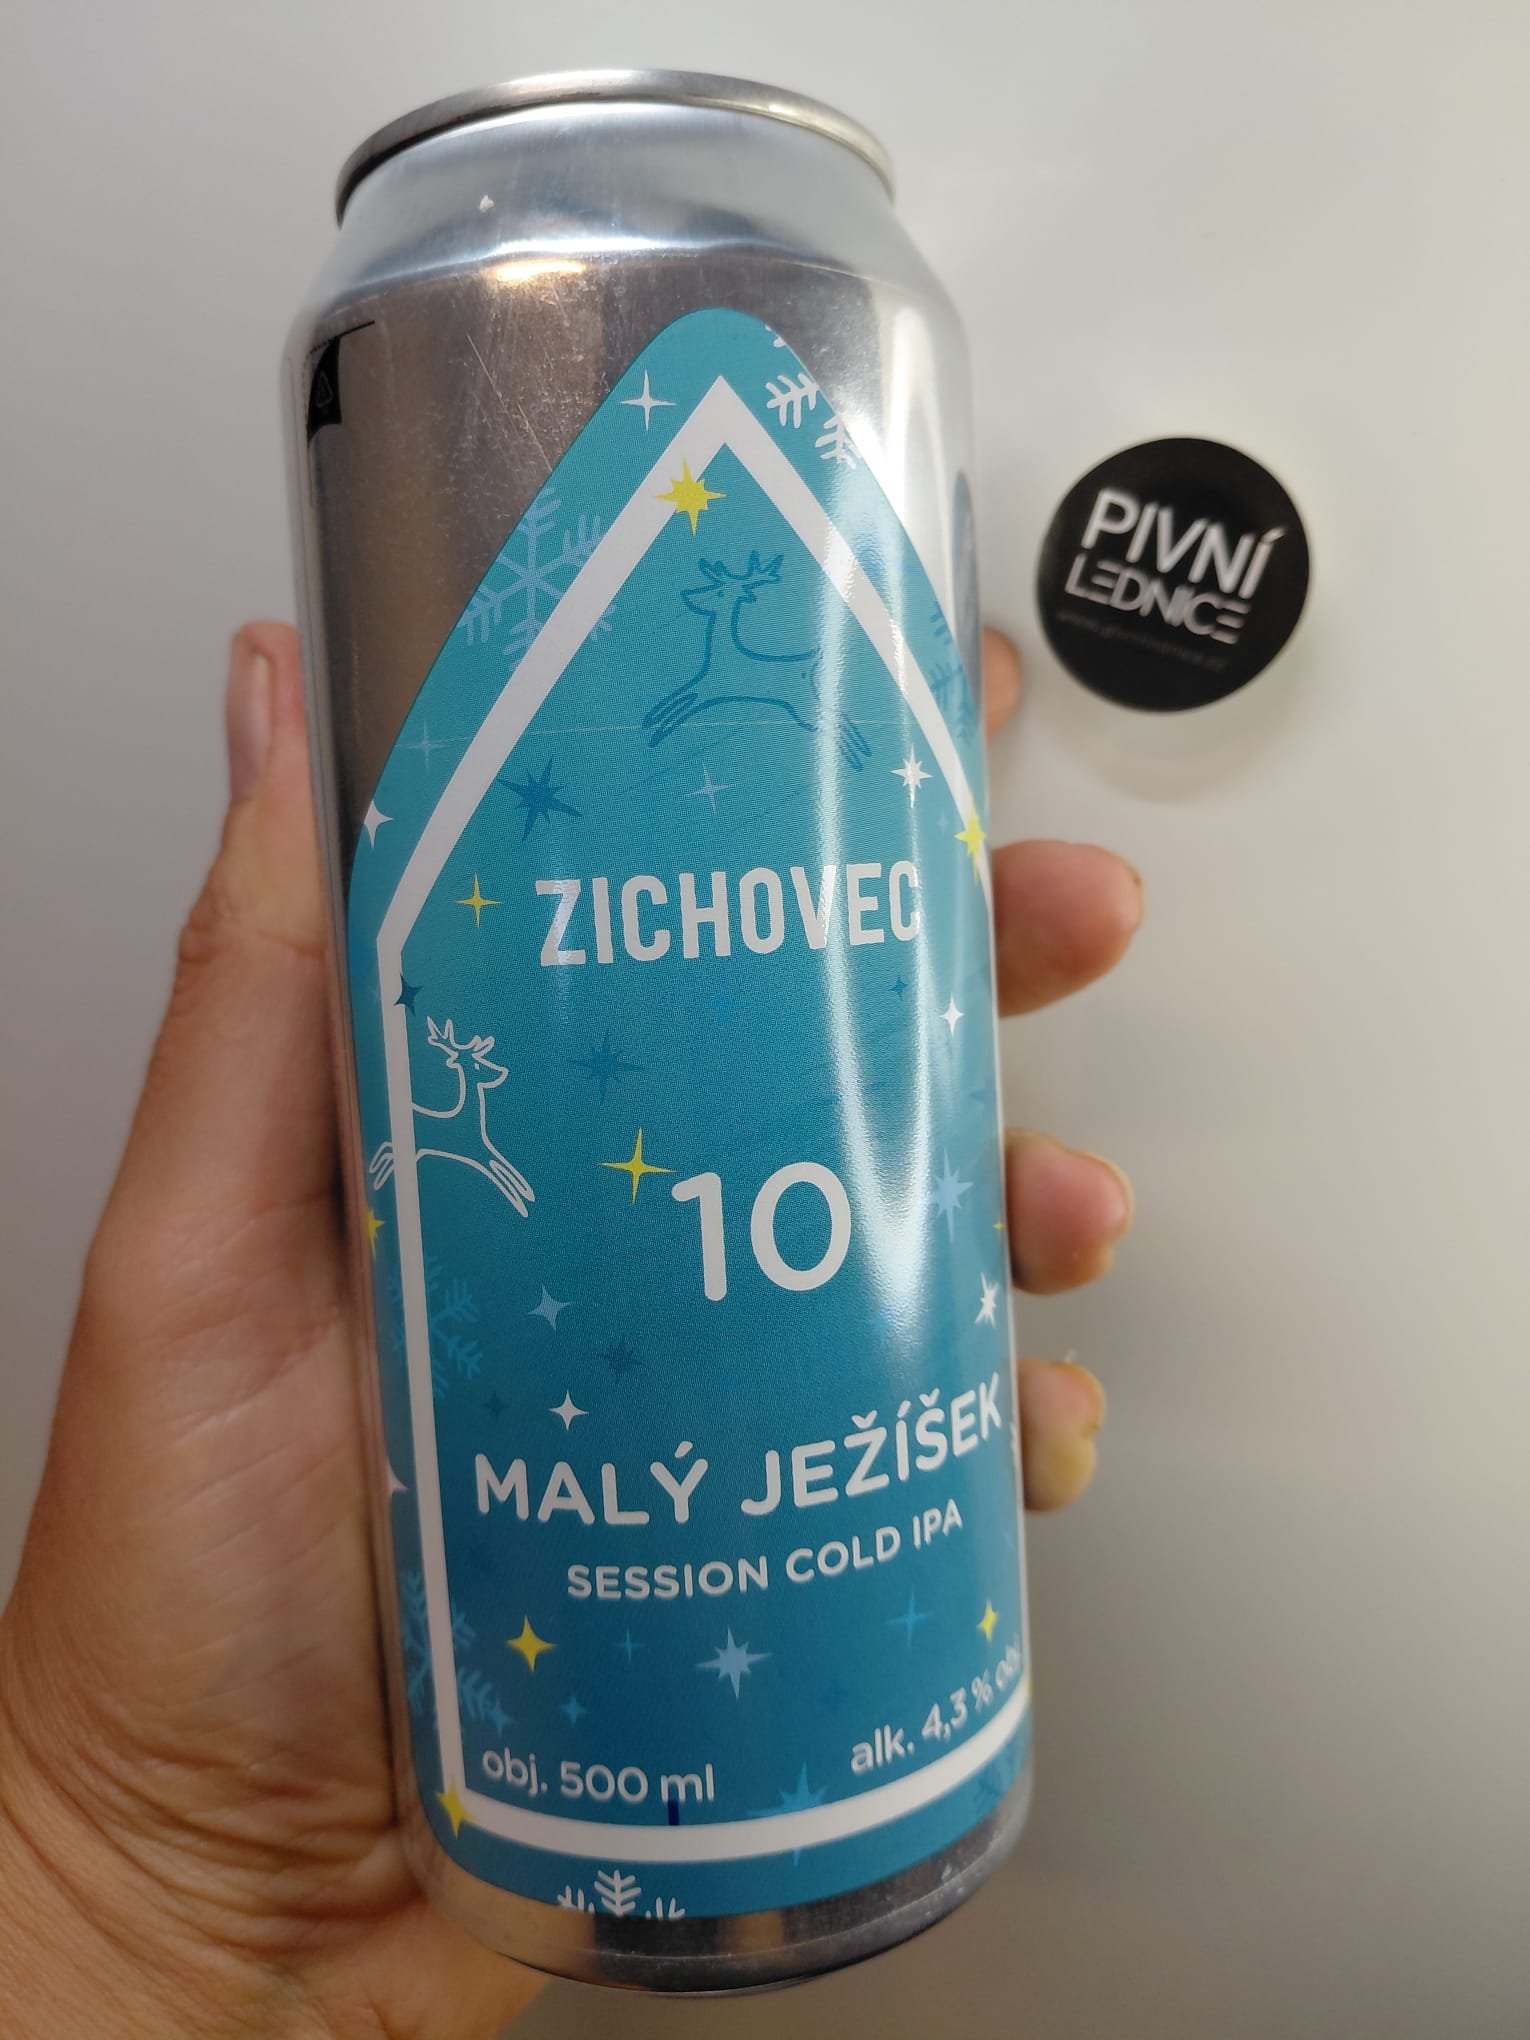 PIVNÍ
LEDNICE
ZICHOVEC
10
MALÝ JEŽÍŠEK
SESSION COLD IPA
obj. 500 ml
alk. 4,3 % obj.